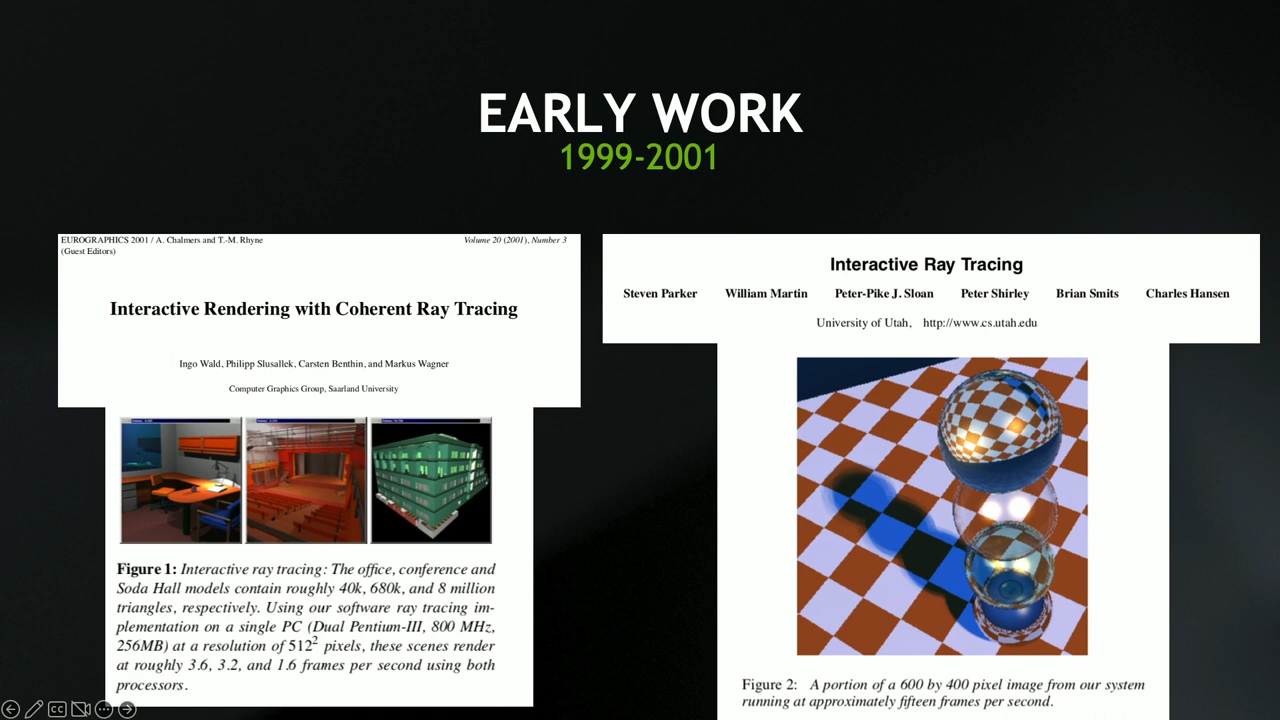 EARLY WORK
1999-2001
EUROGRAPHICS 2001 / A. Chalmers and T.-M. Rhyne
(Guest Editors)
Volume 20 (2001), Number 3
Interactive Rendering with Coherent Ray Tracing
Ingo Wald, Philipp Slusallek, Carsten Benthin, and Markus Wagner
Computer Graphics Group, Saarland University
Figure 1: Interactive ray tracing: The office, conference and
Soda Hall models contain roughly 40k, 680k, and 8 million
triangles, respectively. Using our software ray tracing im-
plementation on a single PC (Dual Pentium-III, 800 MHz,
256MB) at a resolution of 512² pixels, these scenes render
at roughly 3.6, 3.2, and 1.6 frames per second using both
processors.
Interactive Ray Tracing
Steven Parker William Martin Peter-Pike J. Sloan Peter Shirley Brian Smits Charles Hansen
University of Utah, http://www.cs.utah.edu
Figure 2: A portion of a 600 by 400 pixel image from our system
running at approximately fifteen frames per second.
CC